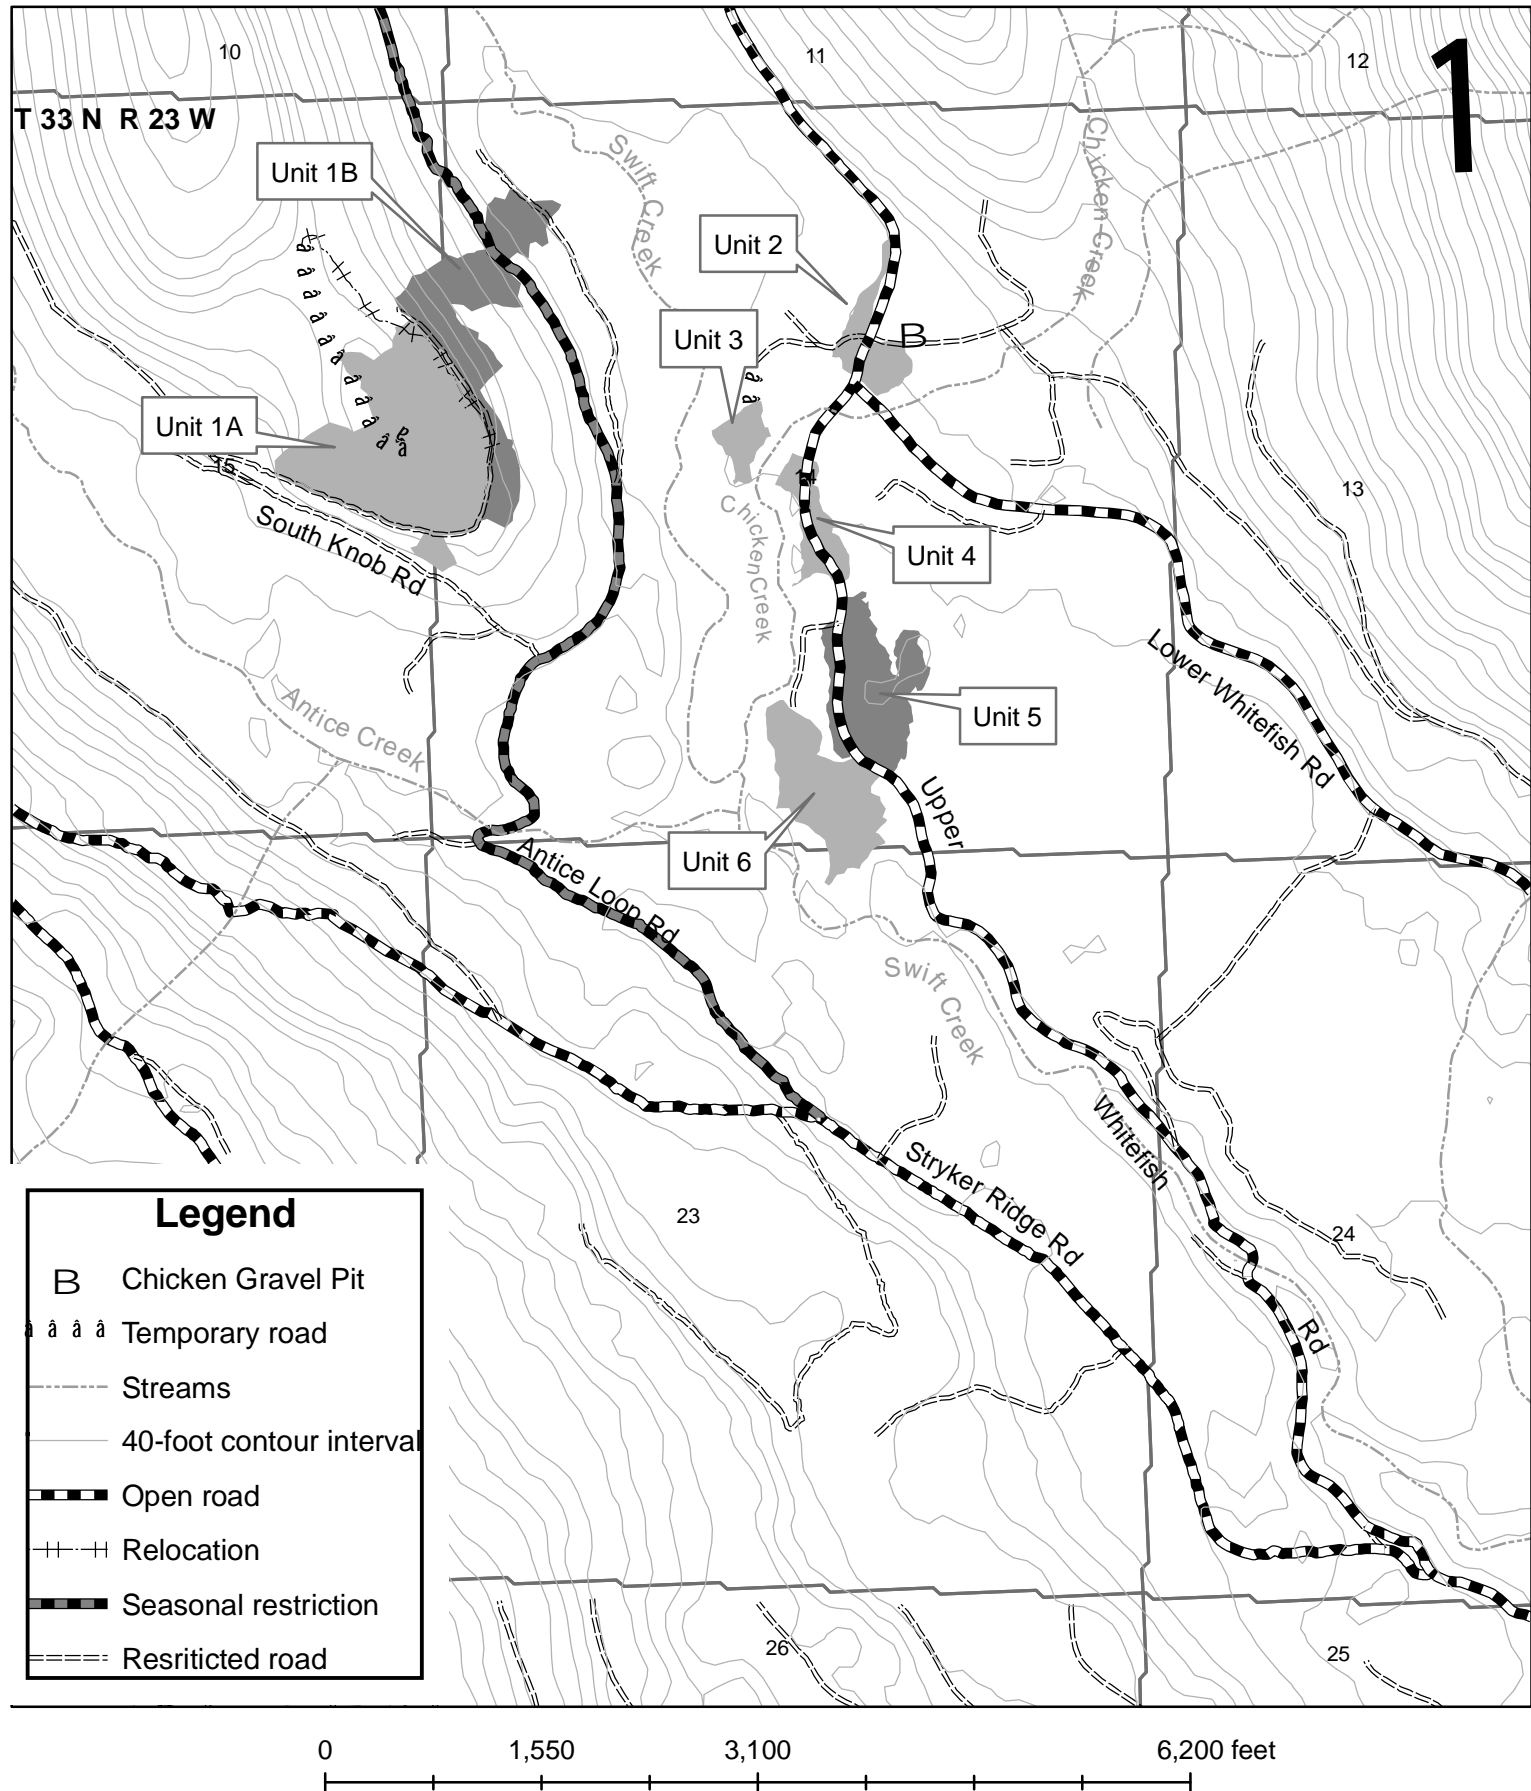 10
11
12
1
T 33 N R 23 W
Unit 1B
Swift Creek
Chicken Creek
Unit 2
Unit 3
B
Unit 1A
15
14
13
South Knob Rd
Chicken Creek
Unit 4
Lower Whitefish Rd
Antice Creek
Unit 5
Upper
Unit 6
Antice Loop Rd
Swift Creek
Whitefish
Stryker Ridge Rd
23
24
Rd
Legend
B Chicken Gravel Pit
Temporary road
Streams
40-foot contour interval
Open road
Relocation
Seasonal restriction
Resriticted road
26
25
0 1,550 3,100 6,200 feet